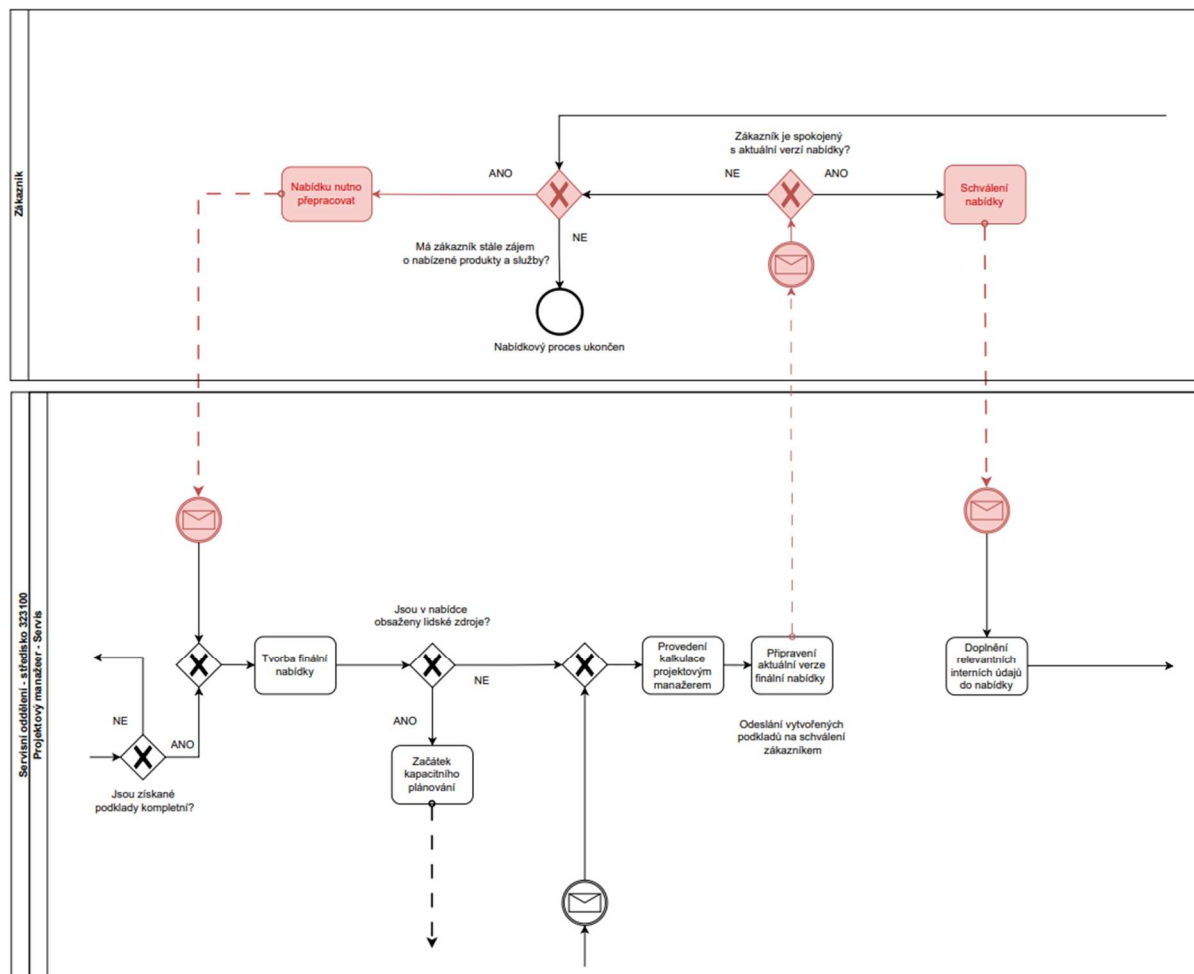 Zákazník
Zákazník je spokojený
s aktuální verzí nabídky?
Nabídku nutno
přepracovat
ANO
NE
ANO
Schválení
nabídky
Má zákazník stále zájem
o nabízené produkty a služby?
NE
Nabídkový proces ukončen
Servisní oddělení - středisko 323100
Projektový manažeer - Servis
Jsou v nabídce
obsaženy lidské zdroje?
Tvorba finální
nabídky
NE
Provedení
kalkulace
projektovým
manažerem
Připravení
aktuální verze
finální nabídky
Doplnění
relevantních
interních údajů
do nabídky
NE
ANO
ANO
Odeslání vytvořených
podkladů na schválení
zákazníkem
Začátek
kapacitního
plánování
Jsou získané
podklady kompletní?